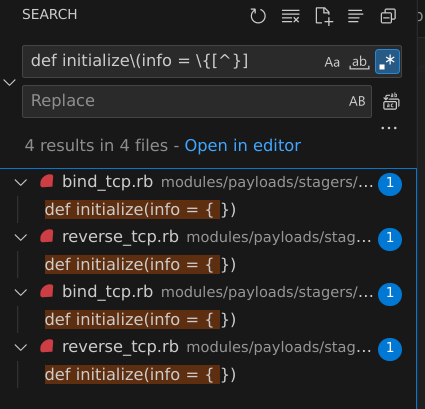 SEARCH
def initialize\(info = \{[^}]
Aa ab .*
Replace
AB
4 results in 4 files - Open in editor
bind_tcp.rb modules/payloads/stagers/... 1
def initialize(info = { })
reverse_tcp.rb modules/payloads/stag... 1
def initialize(info = { })
bind_tcp.rb modules/payloads/stagers/... 1
def initialize(info = { })
reverse_tcp.rb modules/payloads/stag... 1
def initialize(info = { })